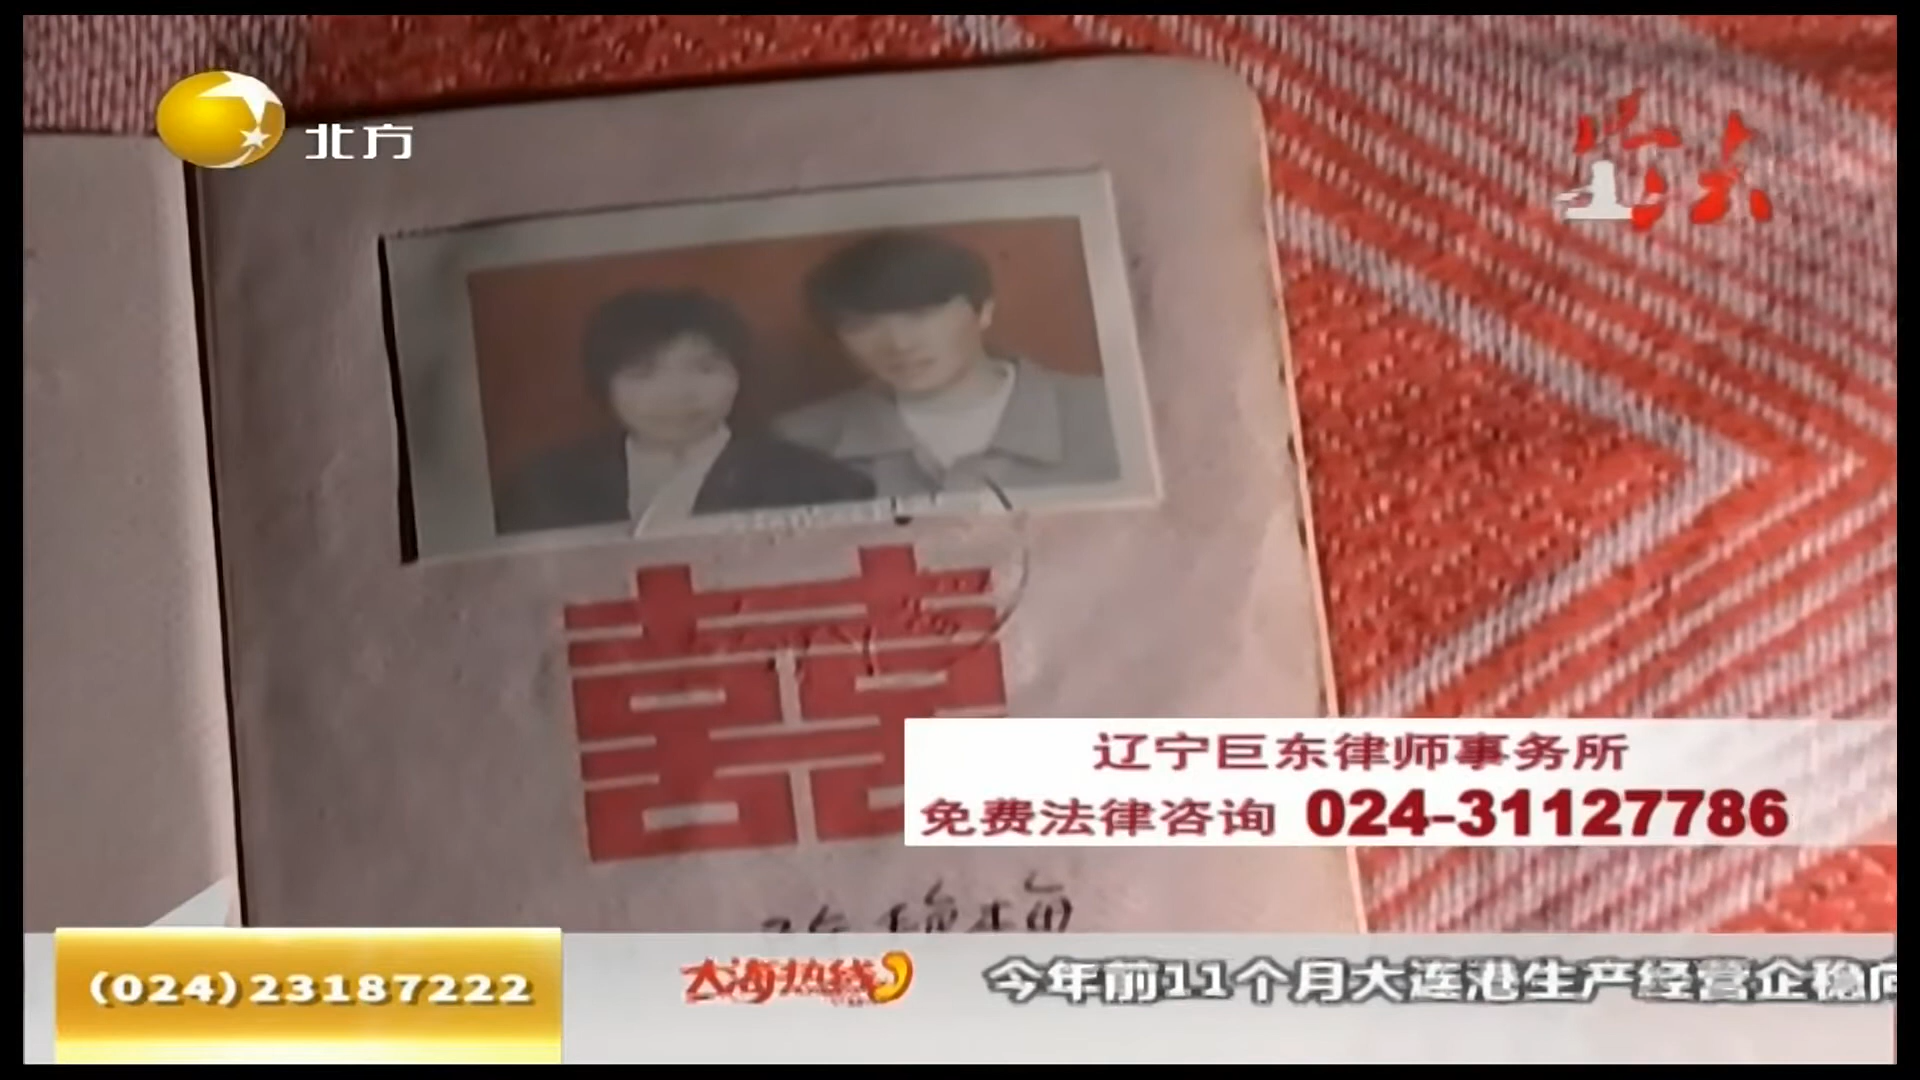 北方
囍
辽宁巨东律师事务所
免费法律咨询 024-31127786
(024)23187222
大海热线
今年前11个月大连港生产经营企稳向